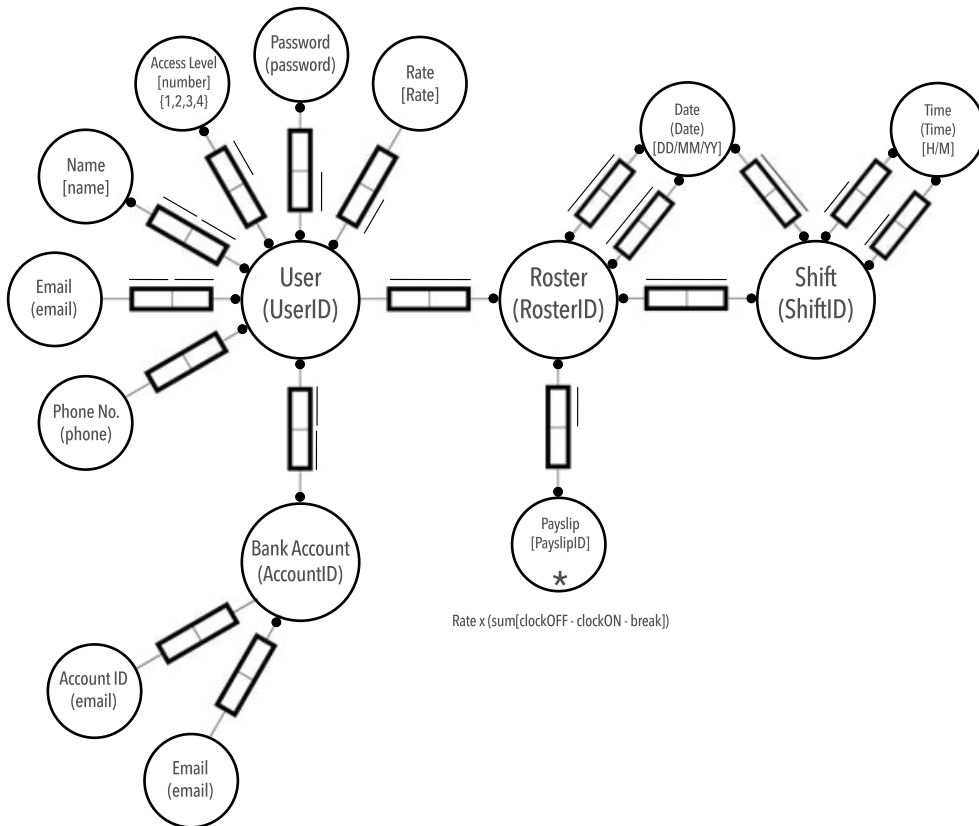 Password
(password)
Access Level
[number]
{1,2,3,4}
Rate
[Rate]
Name
[name]
Date
(Date)
[DD/MM/YY]
Time
(Time)
[H/M]
Email
(email)
User
(UserID)
Roster
(RosterID)
Shift
(ShiftID)
Phone No.
(phone)
Bank Account
(AccountID)
Payslip
[PayslipID]
*
Rate x (sum[clockOFF - clockON - break])
Account ID
(email)
Email
(email)